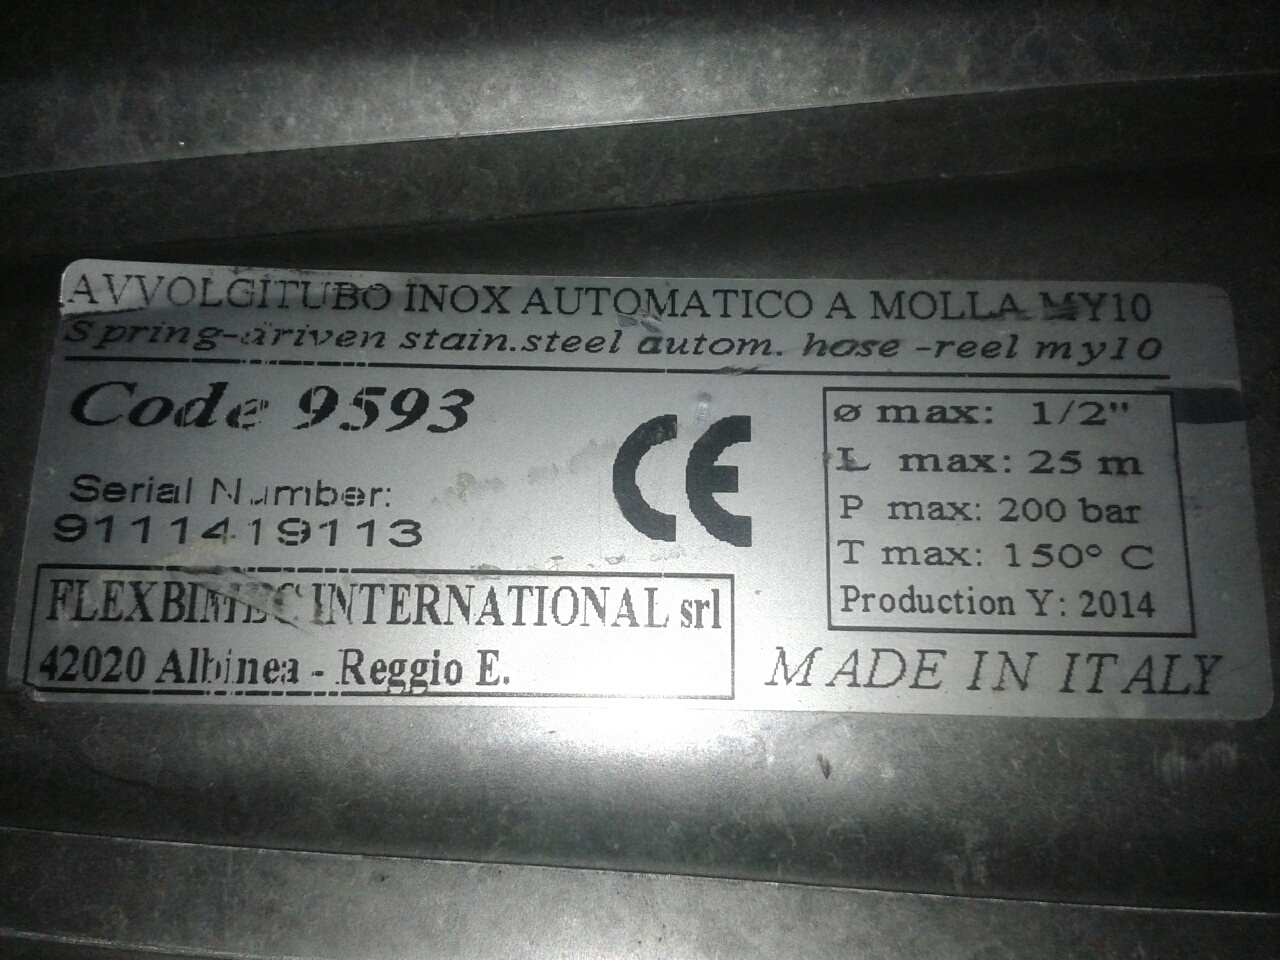 AVVOLGITUBO INOX AUTOMATICO A MOLLA MY10
Spring-driven stain.steel autom. hose -reel my10
Code 9593
Serial Number:
9111419113
CE
ø max: 1/2"
L max: 25 m
P max: 200 bar
T max: 150° C
Production Y: 2014
FLEXBIMEC INTERNATIONAL srl
42020 Albinea - Reggio E.
MADE IN ITALY